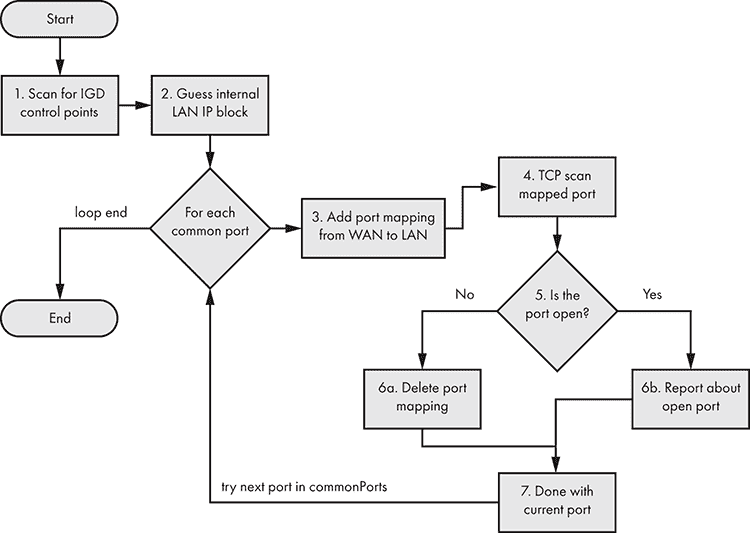 Start
1. Scan for IGD
control points
2. Guess internal
LAN IP block
For each
common port
loop end
End
3. Add port mapping
from WAN to LAN
4. TCP scan
mapped port
5. Is the
port open?
No
Yes
6a. Delete port
mapping
6b. Report about
open port
7. Done with
current port
try next port in commonPorts